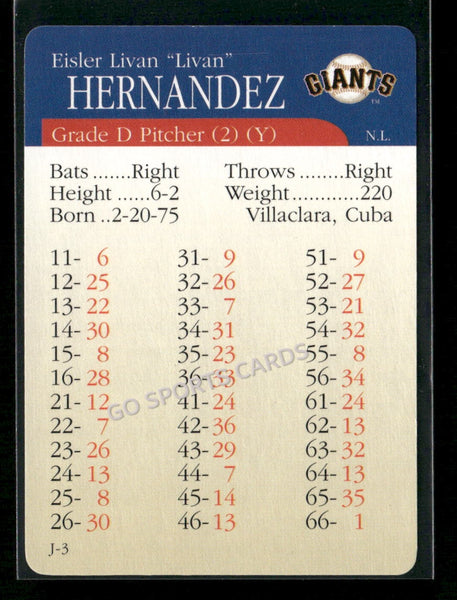 Eisler Livan “Livan”
HERNANDEZ
GIANTS
TM
Grade D Pitcher (2) (Y)
N.L.
Bats .......Right Throws .......Right
Height ......6-2 Weight............220
Born ..2-20-75 Villaclara, Cuba
11- 6 31- 9 51- 9
12- 25 32- 26 52- 27
13- 22 33- 7 53- 21
14- 30 34- 31 54- 32
15- 8 35- 23 55- 8
16- 28 36- 33 56- 34
21- 12 41- 24 61- 24
22- 7 42- 36 62- 13
23- 26 43- 29 63- 32
24- 13 44- 7 64- 13
25- 8 45- 14 65- 35
26- 30 46- 13 66- 1
J-3
GO SPORTS CARDS